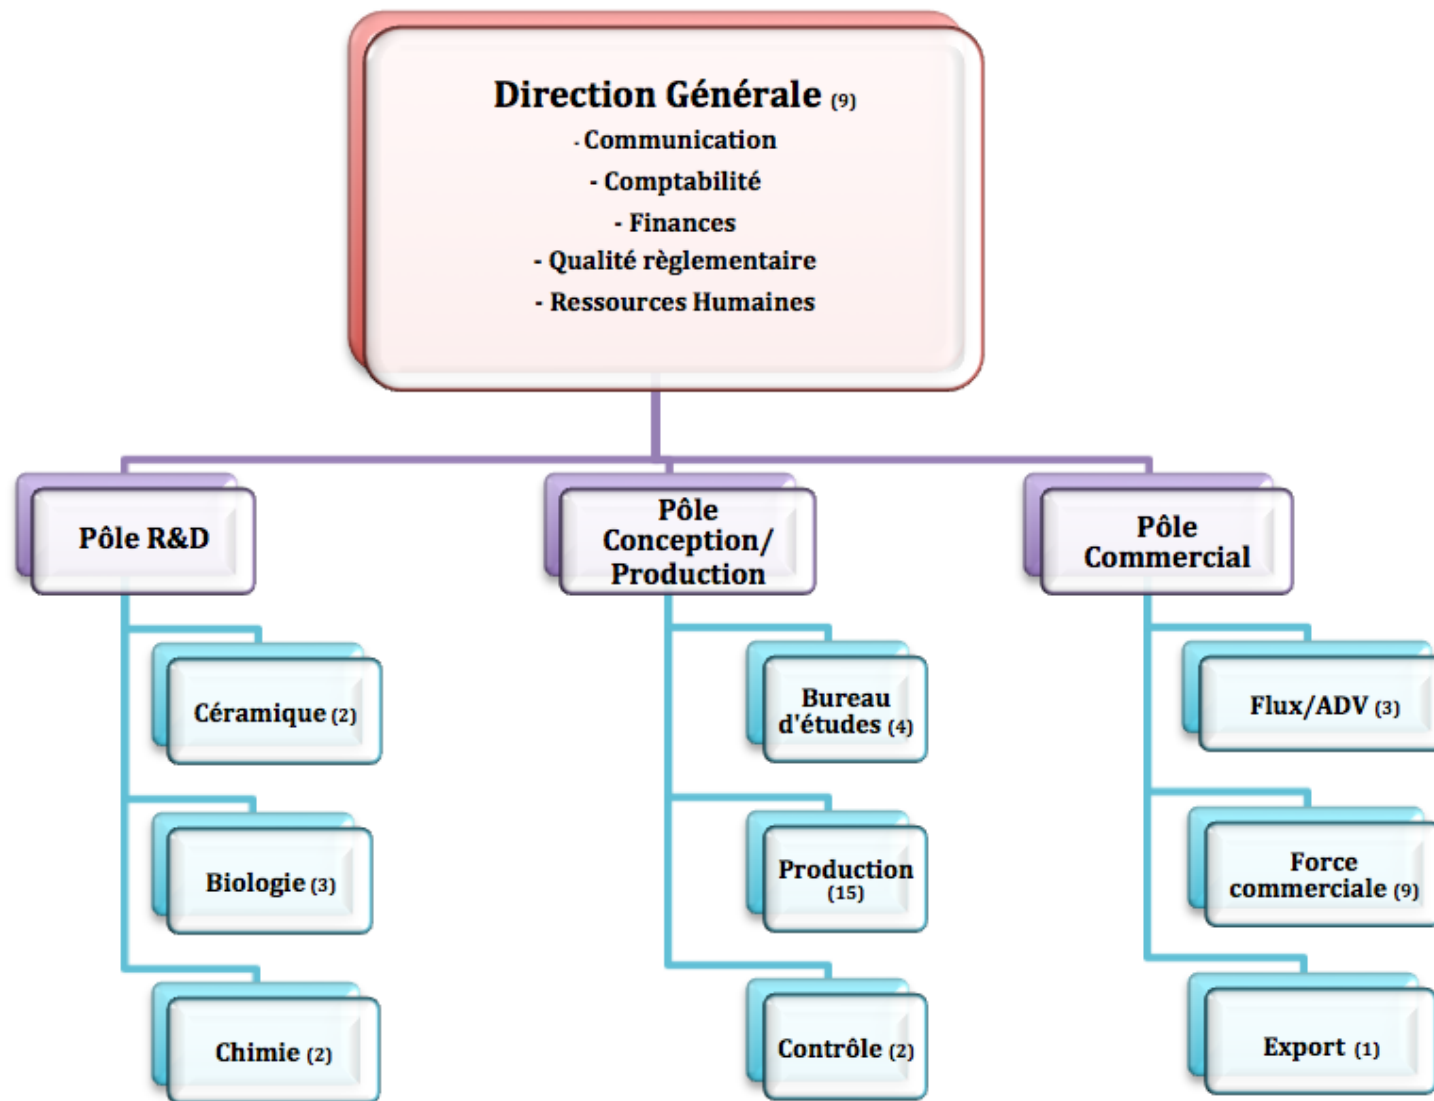 Direction Générale (9)
- Communication
- Comptabilité
- Finances
- Qualité règlementaire
- Ressources Humaines
Pôle R&D
Céramique (2)
Biologie (3)
Chimie (2)
Pôle
Conception/
Production
Bureau
d'études (4)
Production
(15)
Contrôle (2)
Pôle
Commercial
Flux/ADV (3)
Force
commerciale (9)
Export (1)